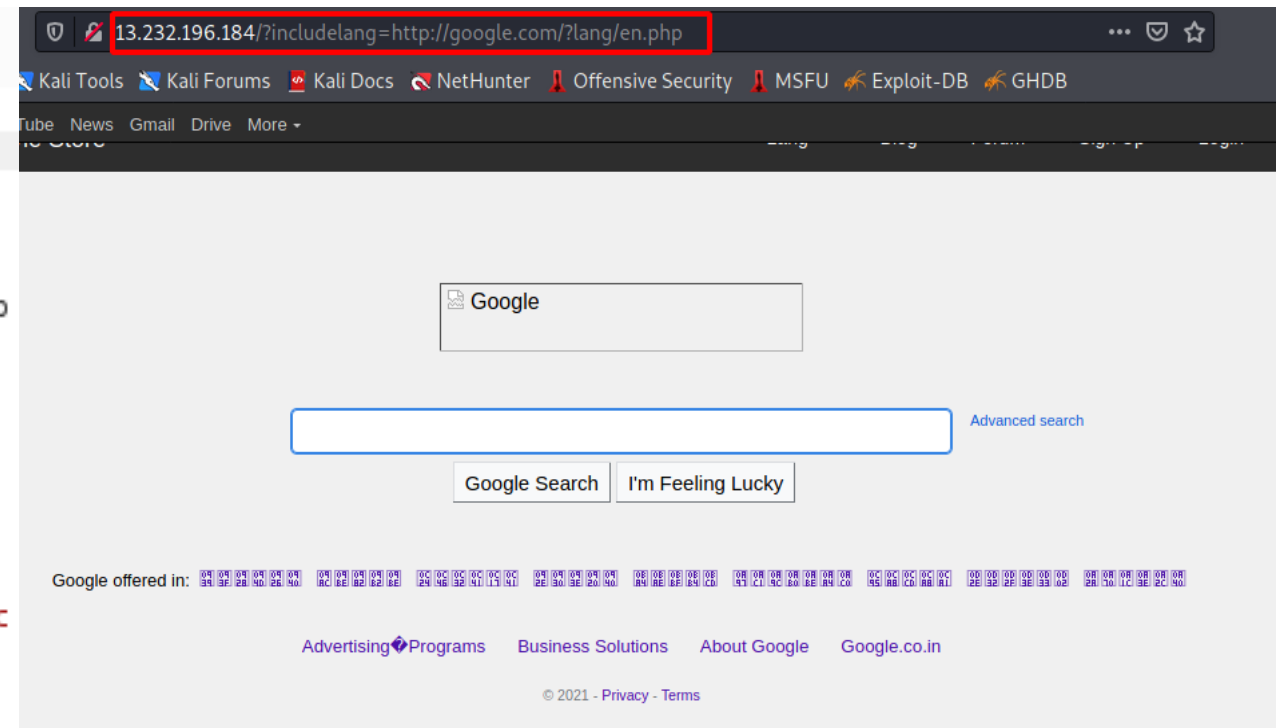 13.232.196.184/?includelang=http://google.com/?lang/en.php
Kali Tools Kali Forums Kali Docs NetHunter Offensive Security MSFU Exploit-DB GHDB
Tube News Gmail Drive More
Google
Advanced search
Google Search I'm Feeling Lucky
Google offered in:
Advertising�Programs Business Solutions About Google Google.co.in
© 2021 - Privacy - Terms